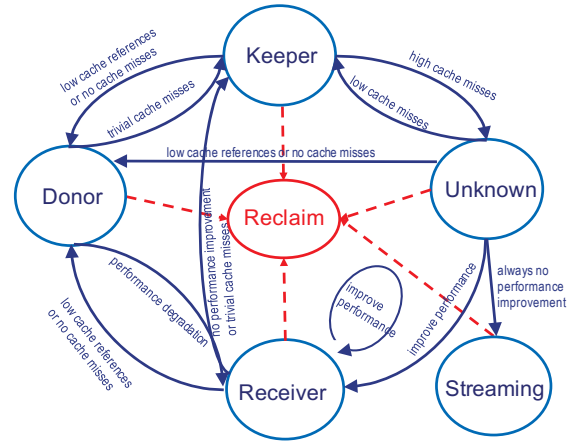 Keeper
low cache references
or no cache misses
trivial cache misses
high cache misses
low cache misses
low cache references or no cache misses
Donor
Unknown
Reclaim
no performance improvement
or trivial cache misses
performance degradation
low cache references
or no cache misses
improve
performance
improve performance
always no
performance
improvement
Receiver
Streaming